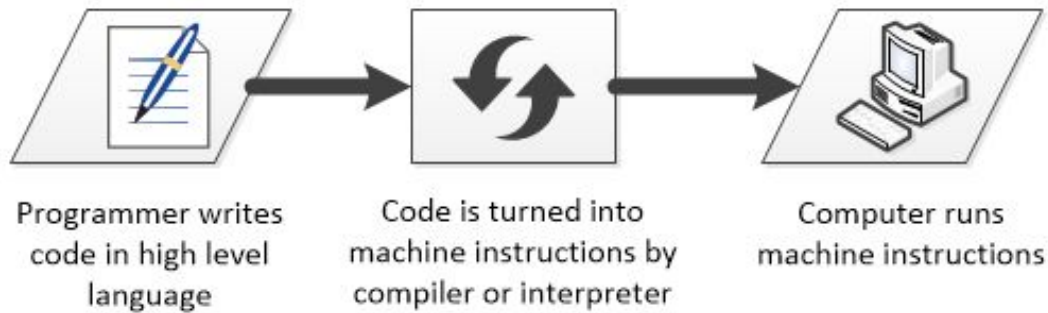 Programmer writes
code in high level
language
Code is turned into
machine instructions by
compiler or interpreter
Computer runs
machine instructions